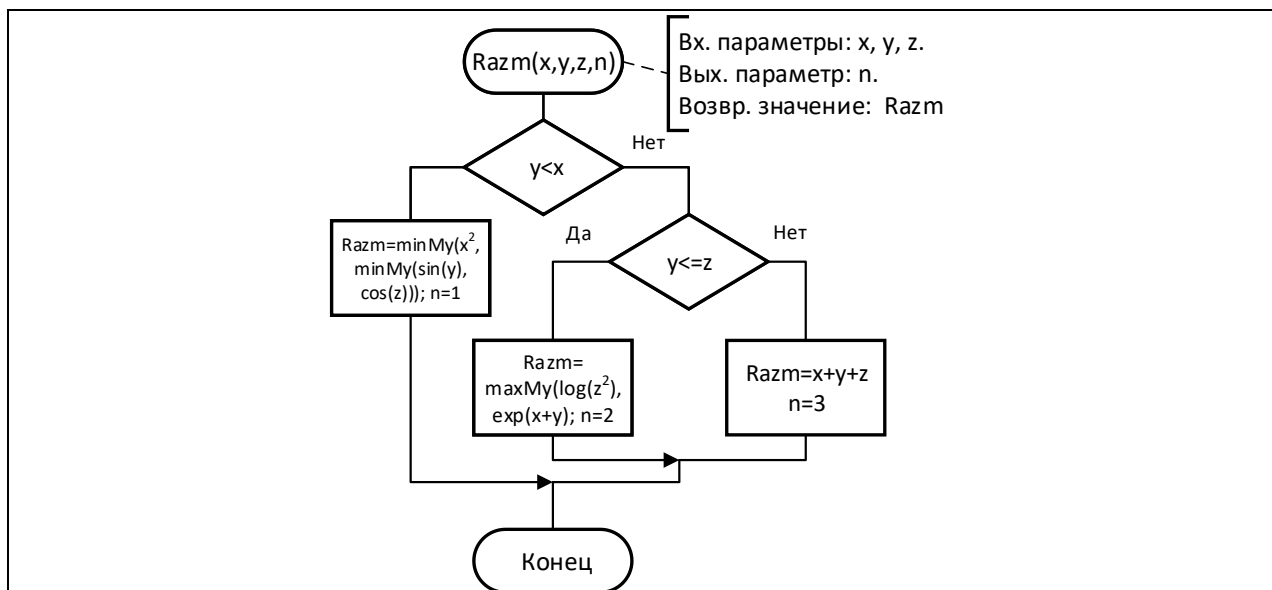 Razm(x,y,z,n)
Вх. параметры: x, y, z.
Вых. параметр: n.
Возвр. значение: Razm
y<x
Нет
Razm=minMy(x²,
minMy(sin(y),
cos(z))); n=1
Да
y<=z
Нет
Razm=
maxMy(log(z²),
exp(x+y); n=2
Razm=x+y+z
n=3
Конец